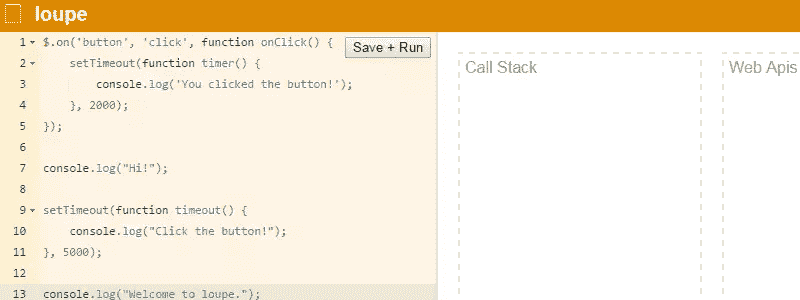 loupe
Save + Run
1 $.on('button', 'click', function onClick() {
2     setTimeout(function timer() {
3         console.log('You clicked the button!');
4     }, 2000);
5 });
6
7 console.log("Hi!");
8
9 setTimeout(function timeout() {
10     console.log("Click the button!");
11 }, 5000);
12
13 console.log("Welcome to loupe.");
Call Stack
Web Apis